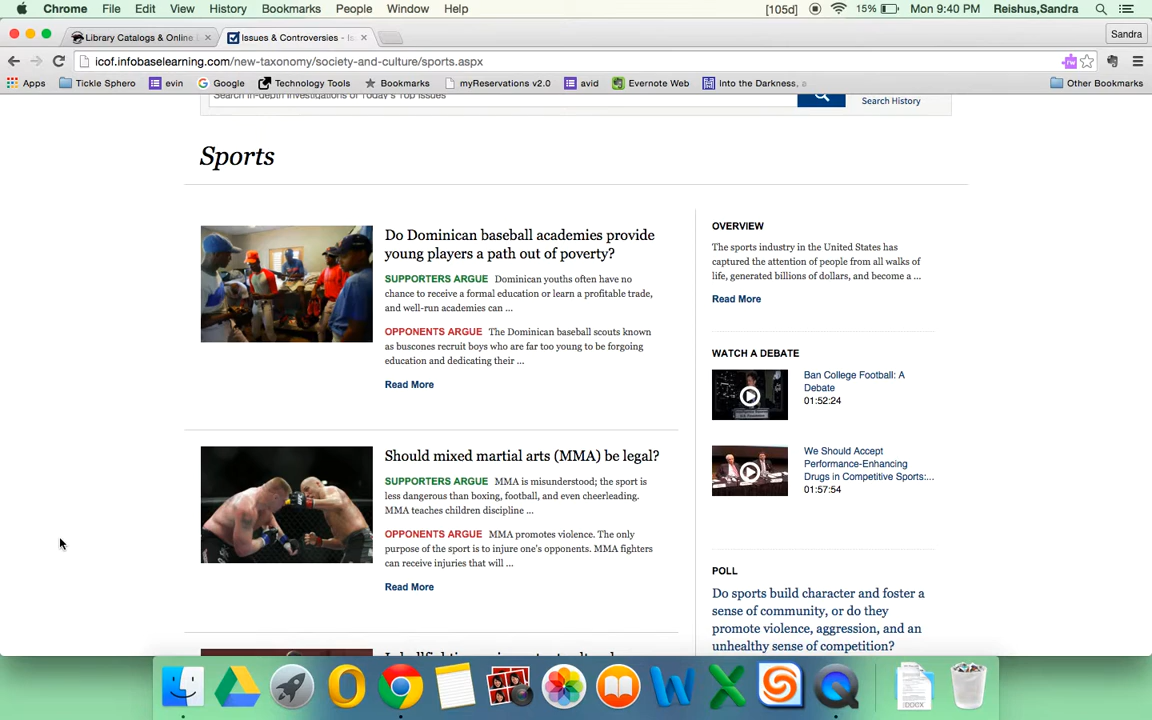 Chrome File Edit View History Bookmarks People Window Help [105d] 15% Mon 9:40 PM Reishus,Sandra
Library Catalogs & Online Issues & Controversies - Is Sandra
icof.infobaselearning.com/new-taxonomy/society-and-culture/sports.aspx
Apps Tickle Sphero evin Google Technology Tools Bookmarks myReservations v2.0 avid Evernote Web Into the Darkness, a Other Bookmarks
Search In-depth Investigations of Today's Top Issues Search History
Sports
Do Dominican baseball academies provide
young players a path out of poverty?
SUPPORTERS ARGUE Dominican youths often have no
chance to receive a formal education or learn a profitable trade,
and well-run academies can ...
OPPONENTS ARGUE The Dominican baseball scouts known
as buscones recruit boys who are far too young to be forgoing
education and dedicating their ...
Read More
Should mixed martial arts (MMA) be legal?
SUPPORTERS ARGUE MMA is misunderstood; the sport is
less dangerous than boxing, football, and even cheerleading.
MMA teaches children discipline ...
OPPONENTS ARGUE MMA promotes violence. The only
purpose of the sport is to injure one's opponents. MMA fighters
can receive injuries that will ...
Read More
OVERVIEW
The sports industry in the United States has
captured the attention of people from all walks of
life, generated billions of dollars, and become a ...
Read More
WATCH A DEBATE
Ban College Football: A
Debate
01:52:24
We Should Accept
Performance-Enhancing
Drugs in Competitive Sports:...
01:57:54
POLL
Do sports build character and foster a
sense of community, or do they
promote violence, aggression, and an
unhealthy sense of competition?
DOCX